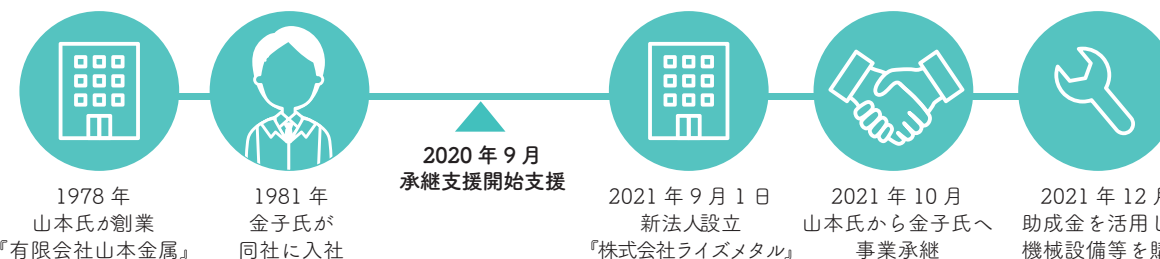 1978 年
山本氏が創業
『有限会社山本金属』
1981 年
金子氏が
同社に入社
2020 年 9 月
承継支援開始支援
2021 年 9 月 1 日
新法人設立
『株式会社ライズメタル』
2021 年 10 月
山本氏から金子氏へ
事業承継
2021 年 12 月
助成金を活用し
機械設備等を購